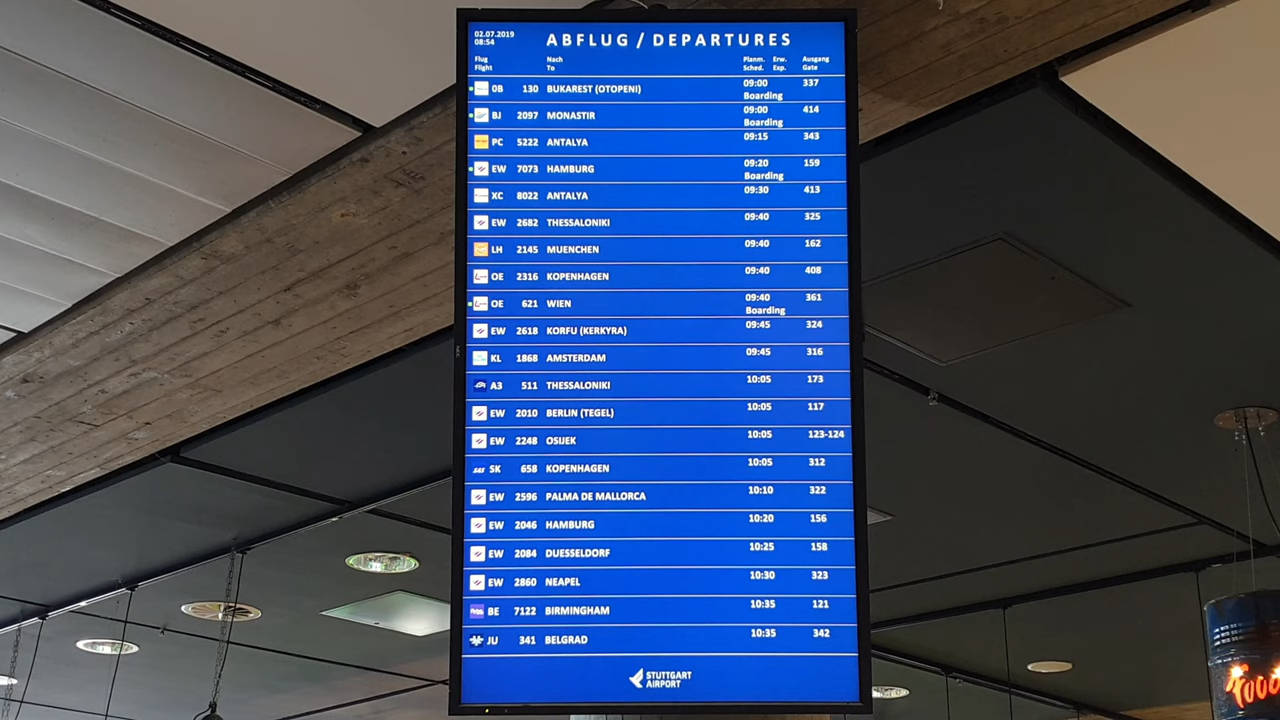 02.07.2019
08:54
ABFLUG / DEPARTURES
Flug Nach Planm. Erw. Ausgang
Flight To Sched. Exp. Gate
0B 130 BUKAREST (OTOPENI) 09:00 337
Boarding
BJ 2097 MONASTIR 09:00 414
Boarding
PC 5222 ANTALYA 09:15 343
EW 7073 HAMBURG 09:20 159
Boarding
XC 8022 ANTALYA 09:30 413
EW 2682 THESSALONIKI 09:40 325
LH 2145 MUENCHEN 09:40 162
OE 2316 KOPENHAGEN 09:40 408
OE 621 WIEN 09:40 361
Boarding
EW 2618 KORFU (KERKYRA) 09:45 324
KL 1868 AMSTERDAM 09:45 316
A3 511 THESSALONIKI 10:05 173
EW 2010 BERLIN (TEGEL) 10:05 117
EW 2248 OSIJEK 10:05 123-124
SAS SK 658 KOPENHAGEN 10:05 312
EW 2596 PALMA DE MALLORCA 10:10 322
EW 2046 HAMBURG 10:20 156
EW 2084 DUESSELDORF 10:25 158
EW 2860 NEAPEL 10:30 323
BE 7122 BIRMINGHAM 10:35 121
JU 341 BELGRAD 10:35 342
STUTTGART
AIRPORT